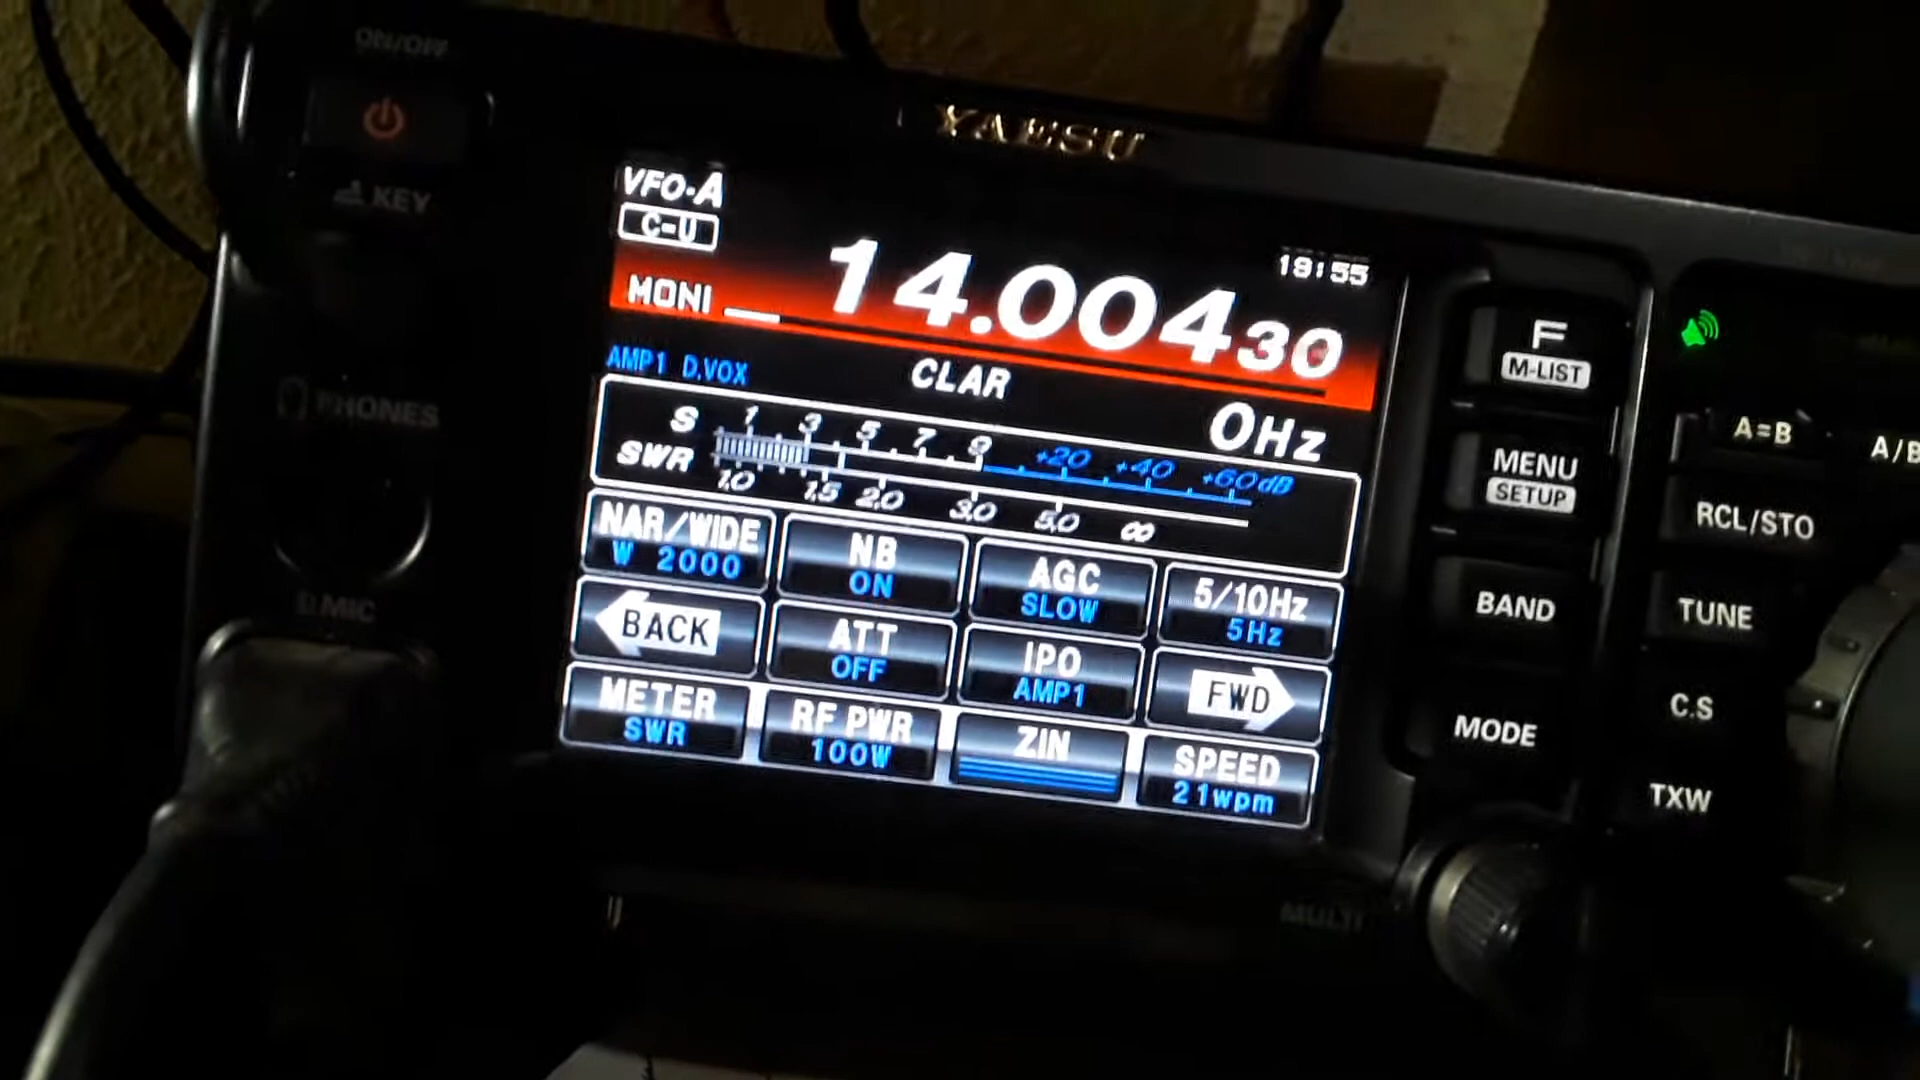 ON/OFF
YAESU
KEY
VFO-A
C-U
14.00430
19:55
MONI
AMP1 D.VOX
CLAR
0Hz
S 1 3 5 7 9 +20 +40 +60dB
SWR 1.0 1.5 2.0 3.0 5.0 ∞
NAR/WIDE
W 2000
NB
ON
AGC
SLOW
5/10Hz
5Hz
BACK
ATT
OFF
IPO
AMP1
FWD
METER
SWR
RF PWR
100W
ZIN
SPEED
21wpm
PHONES
MIC
F
M-LIST
MENU
SETUP
BAND
MODE
MULTI
A=B
A/B
RCL/STO
TUNE
C.S
TXW